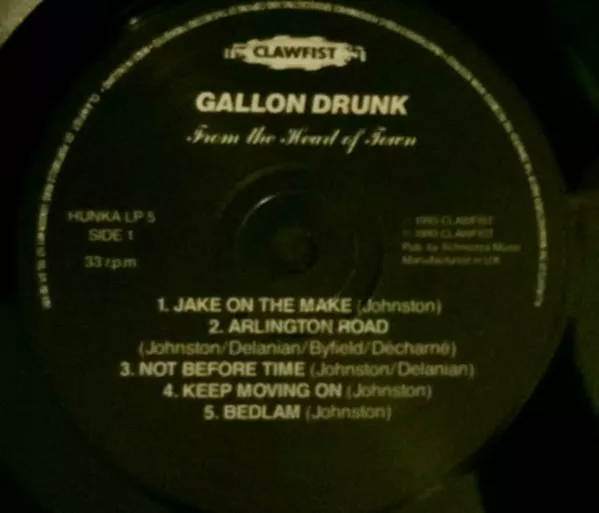 CLAWFIST
GALLON DRUNK
From the Heart of Town
HUNKA LP 5
SIDE 1
33 r.p.m.
℗ 1993 CLAWFIST
© 1993 CLAWFIST
Manufactured in U.K.
1. JAKE ON THE MAKE (Johnston)
2. ARLINGTON ROAD
(Johnston/Delanian/Byfield/Décharné)
3. NOT BEFORE TIME (Johnston/Delanian)
4. KEEP MOVING ON (Johnston)
5. BEDLAM (Johnston)